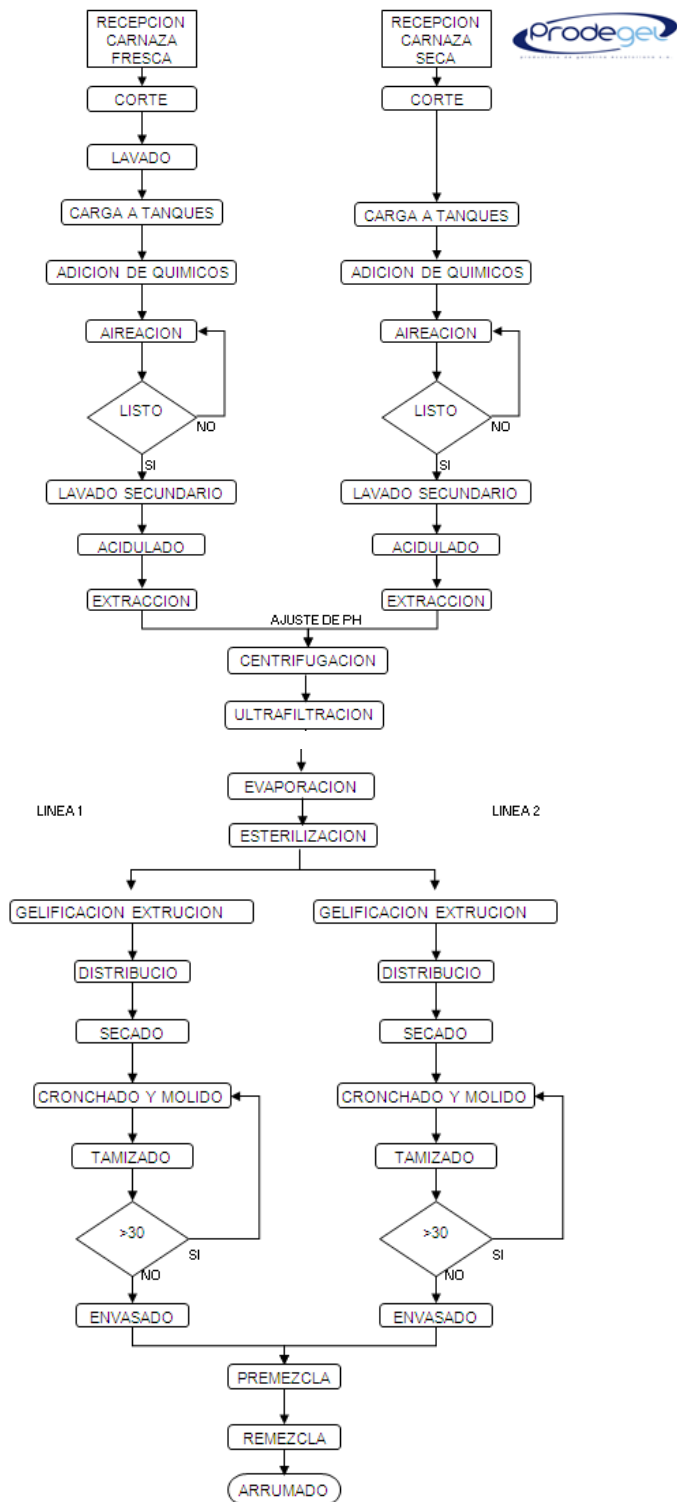 RECEPCION
CARNAZA
FRESCA
RECEPCION
CARNAZA
SECA
Prodegel
CORTE
CORTE
LAVADO
CARGA A TANQUES
CARGA A TANQUES
ADICION DE QUIMICOS
ADICION DE QUIMICOS
AIREACION
AIREACION
LISTO
NO
SI
LISTO
NO
SI
LAVADO SECUNDARIO
LAVADO SECUNDARIO
ACIDULADO
ACIDULADO
EXTRACCION
EXTRACCION
AJUSTE DE PH
CENTRIFUGACION
ULTRAFILTRACION
EVAPORACION
LINEA 1
LINEA 2
ESTERILIZACION
GELIFICACION EXTRUCION
GELIFICACION EXTRUCION
DISTRIBUCIO
DISTRIBUCIO
SECADO
SECADO
CRONCHADO Y MOLIDO
CRONCHADO Y MOLIDO
TAMIZADO
TAMIZADO
>30
SI
NO
>30
SI
NO
ENVASADO
ENVASADO
PREMEZCLA
REMEZCLA
ARRUMADO